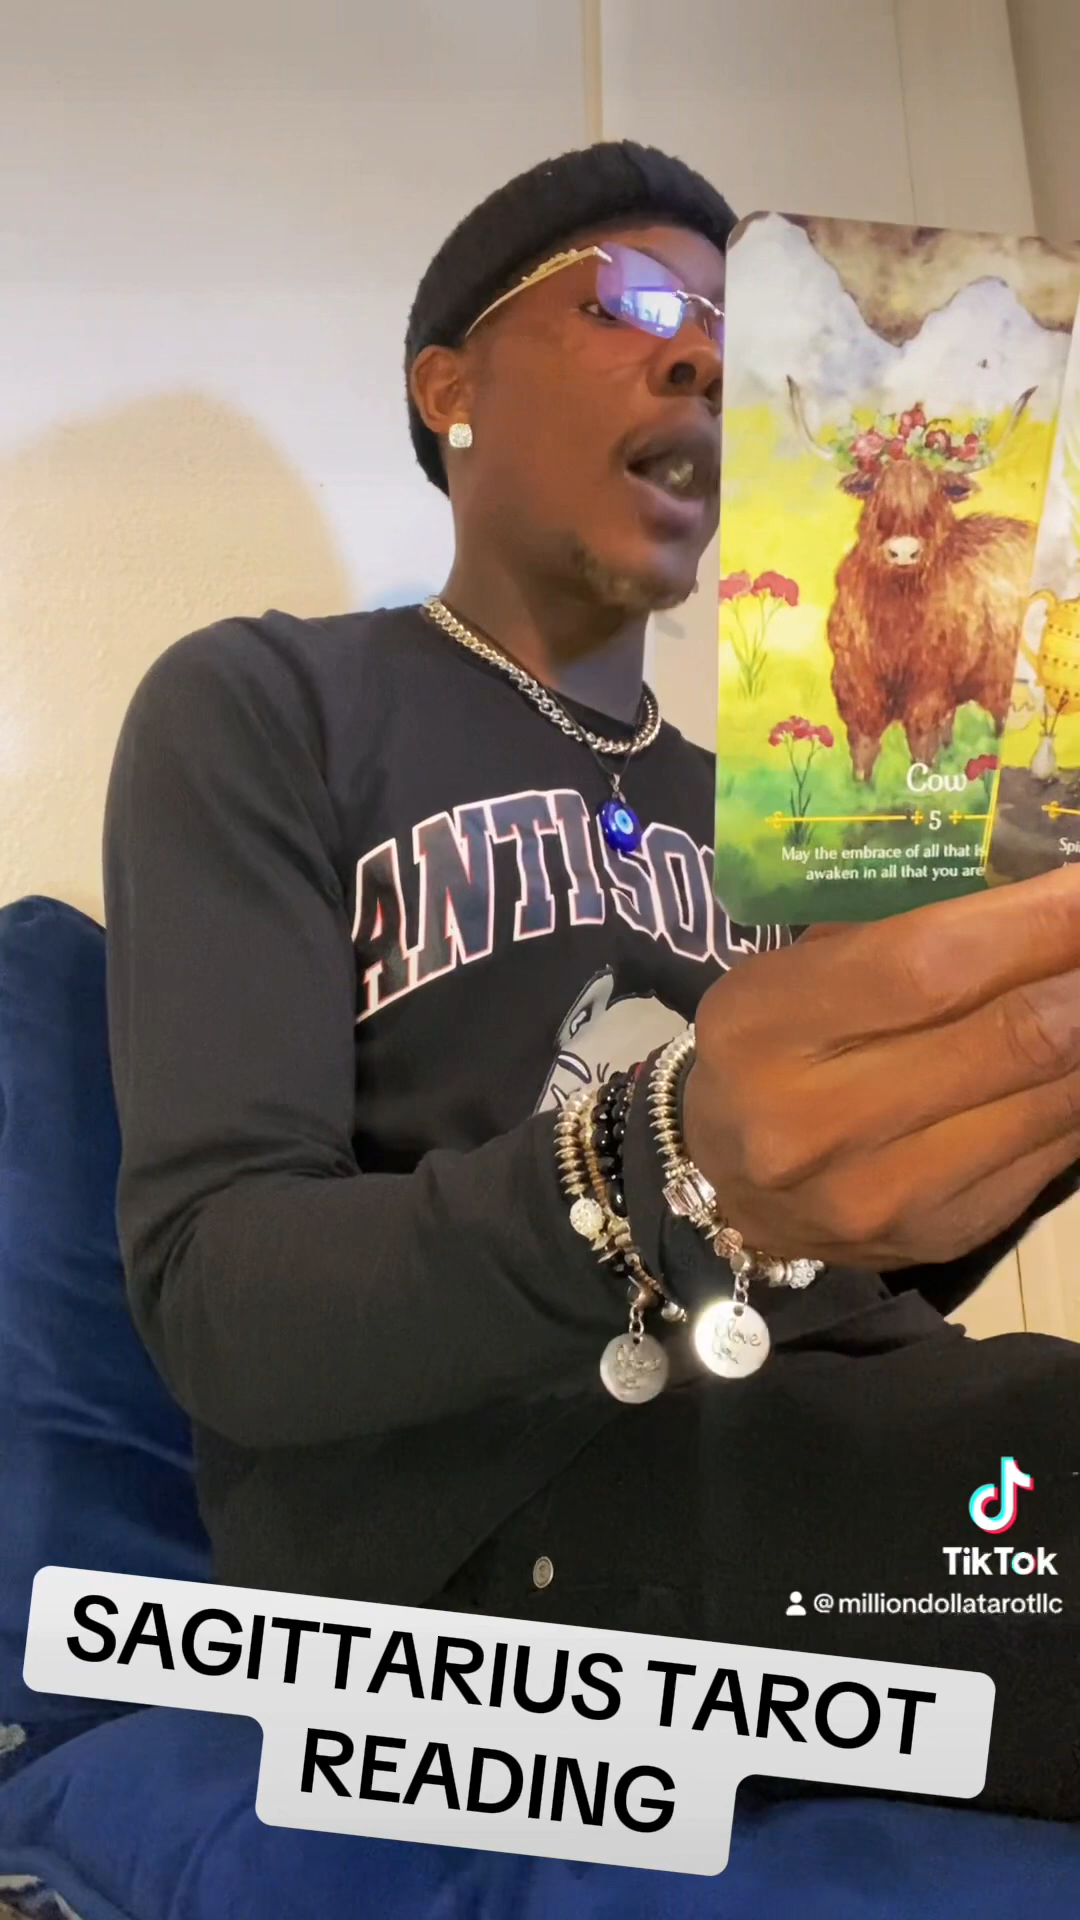 ANTISOC
Cow
5
May the embrace of all that is
awaken in all that you are
love
TikTok
@milliondollatarotllc
SAGITTARIUS TAROT
READING